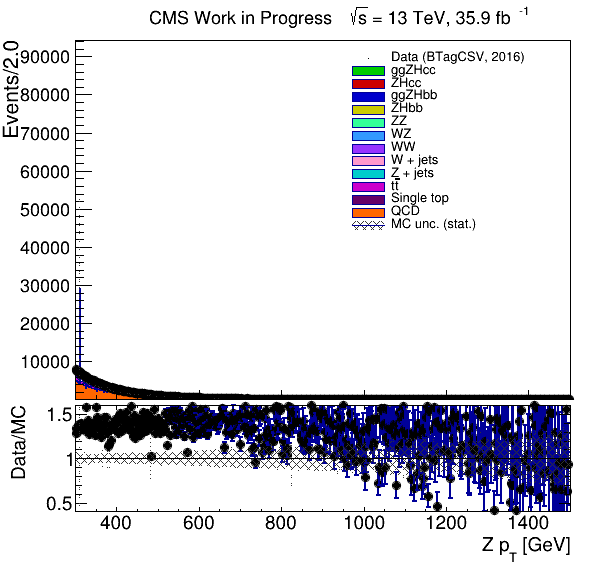 CMS Work in Progress √s = 13 TeV, 35.9 fb⁻¹
Events/2.0
90000
80000
70000
60000
50000
40000
30000
20000
10000
Data (BTagCSV, 2016)
ggZHcc
ZHcc
ggZHbb
ZHbb
ZZ
WZ
WW
W + jets
Z + jets
tt̅
Single top
QCD
MC unc. (stat.)
Data/MC
1.5
1
0.5
400 600 800 1000 1200 1400
Z p_T [GeV]